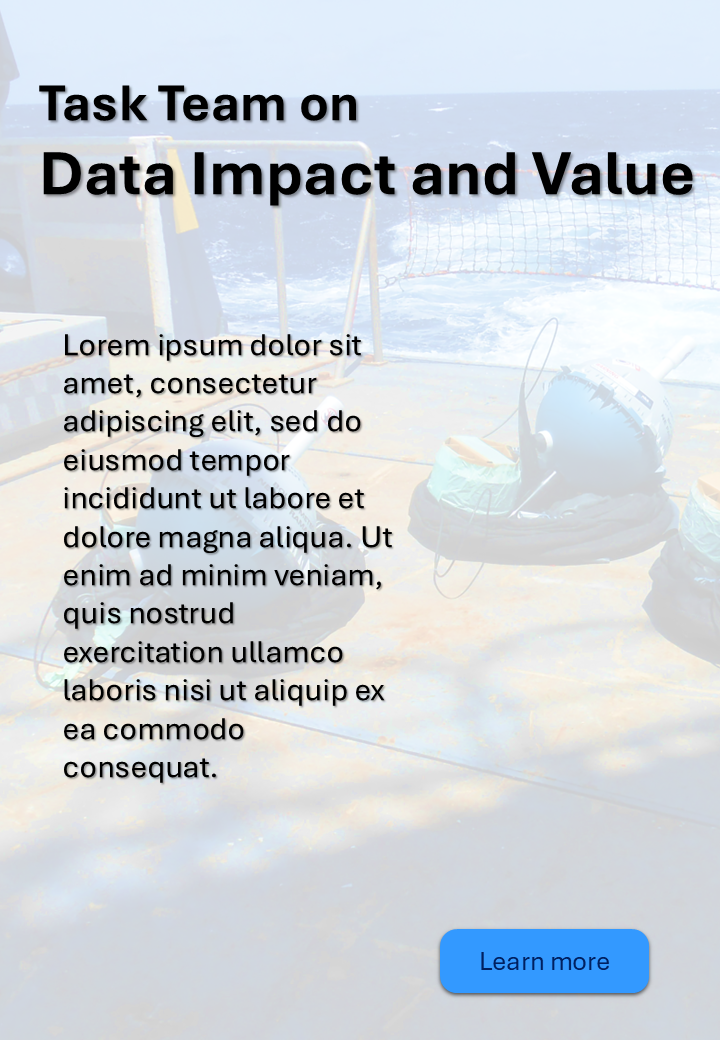 Task Team on
Data Impact and Value
Lorem ipsum dolor sit
amet, consectetur
adipiscing elit, sed do
eiusmod tempor
incididunt ut labore et
dolore magna aliqua. Ut
enim ad minim veniam,
quis nostrud
exercitation ullamco
laboris nisi ut aliquip ex
ea commodo
consequat.
Learn more